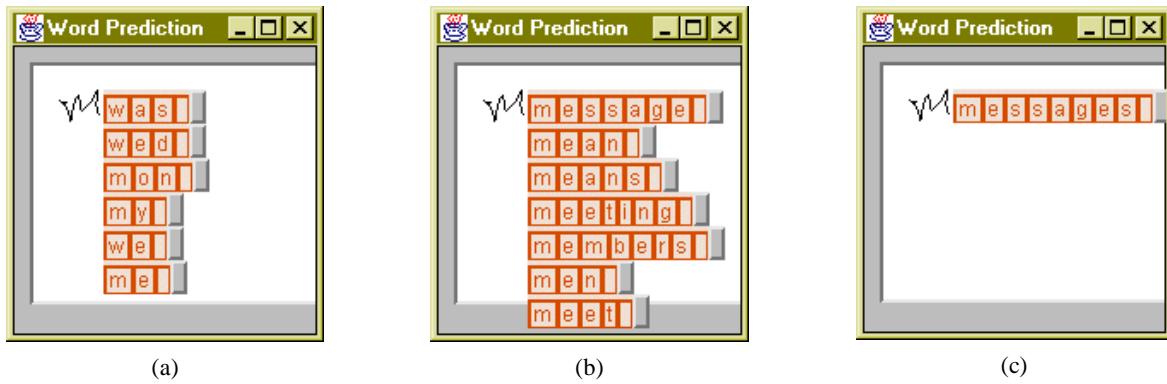 Word Prediction
was
wed
mon
my
we
me
(a)
Word Prediction
message
mean
means
meeting
members
men
meet
(b)
Word Prediction
messages
(c)